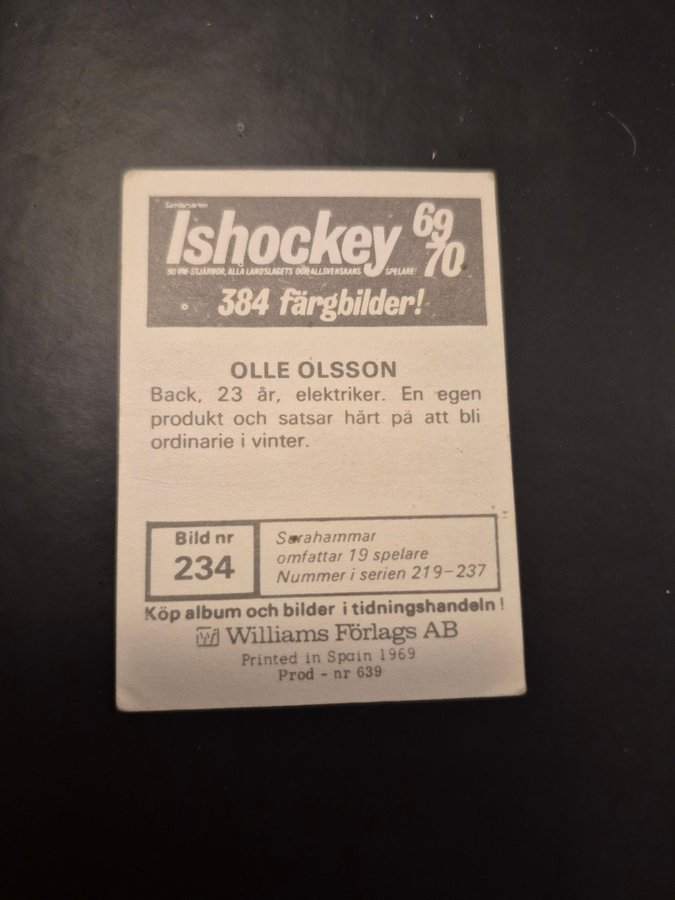 Samlarserien
Ishockey 69
70
90 VM-STJÄRNOR, ALLA LANDSLAGETS OCH ALLSVENSKANS SPELARE!
384 färgbilder!
OLLE OLSSON
Back, 23 år, elektriker. En egen
produkt och satsar hårt på att bli
ordinarie i vinter.
Bild nr
234
Surahammar
omfattar 19 spelare
Nummer i serien 219–237
Köp album och bilder i tidningshandeln!
Williams Förlags AB
Printed in Spain 1969
Prod - nr 639